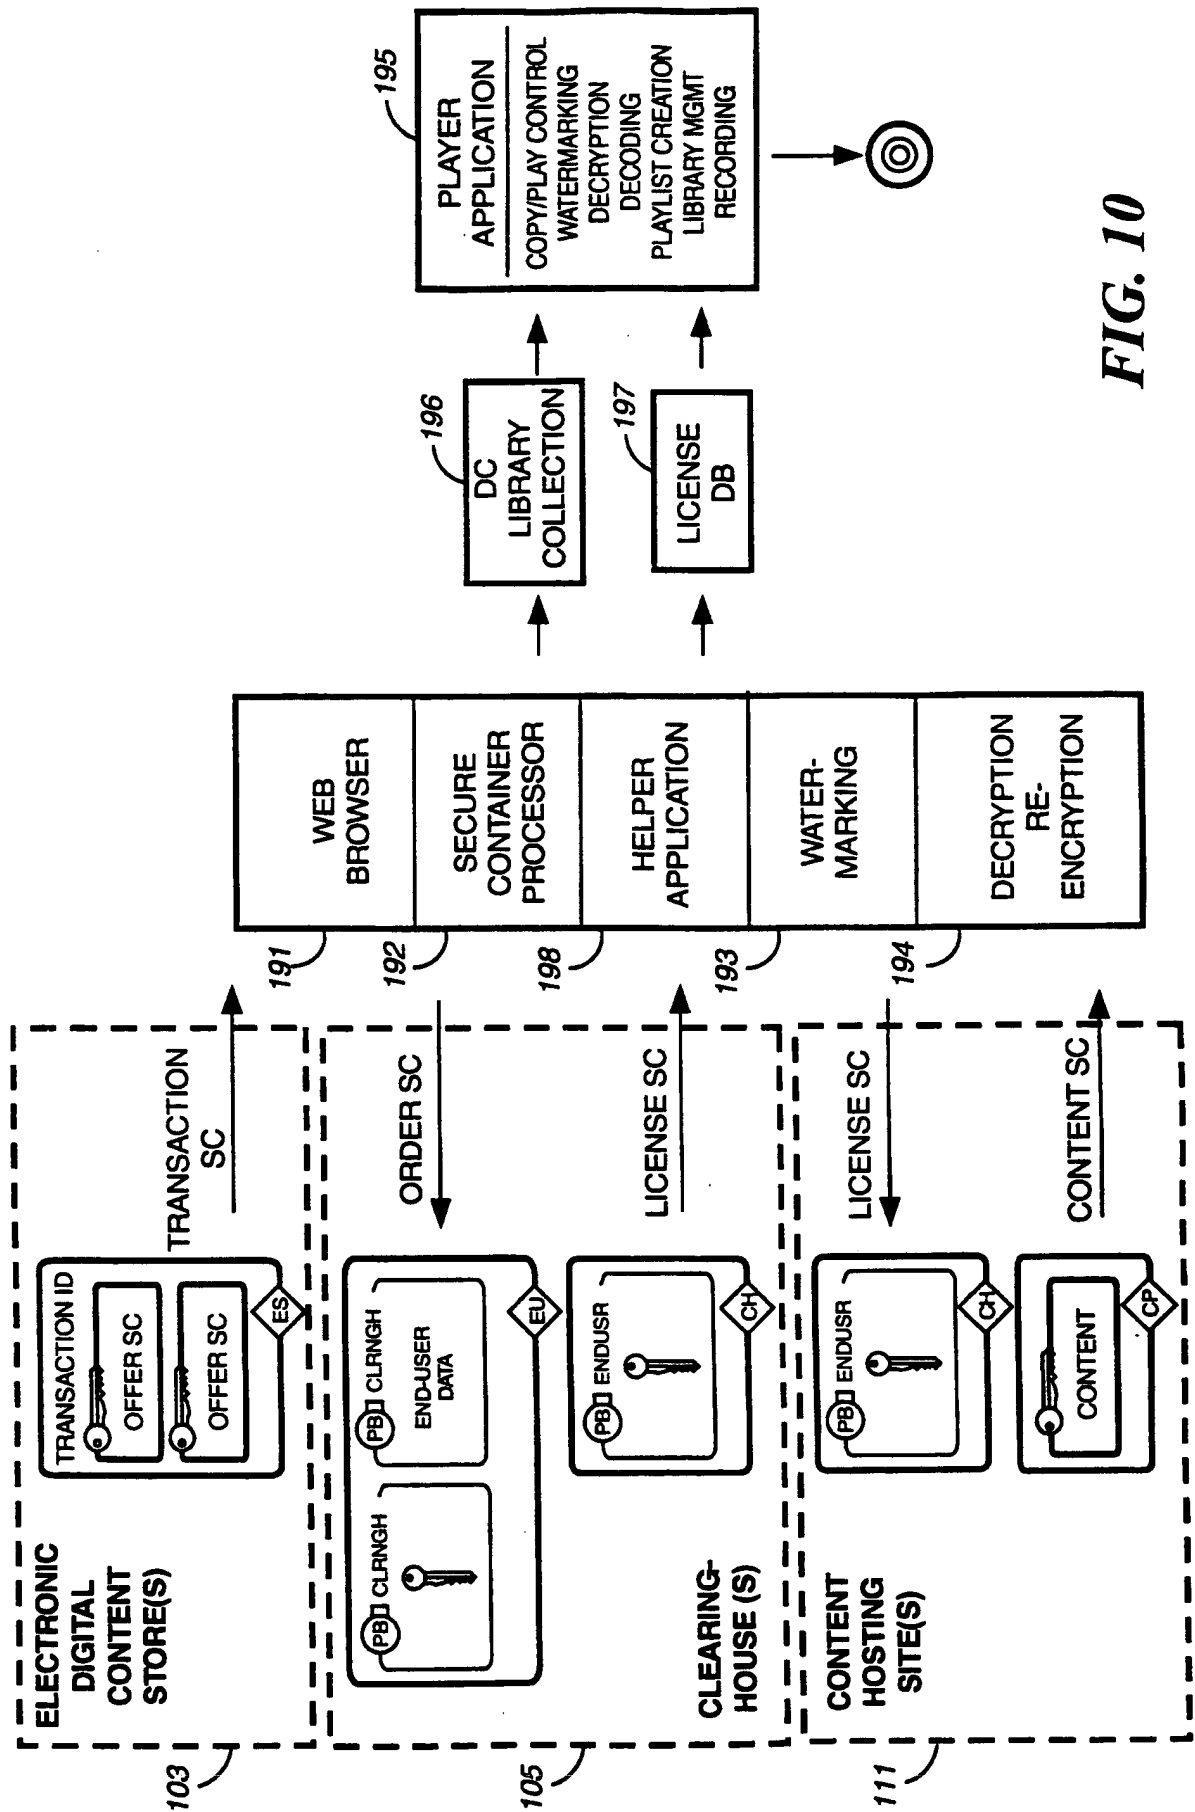 ELECTRONIC
DIGITAL
CONTENT
STORE(S)
103
TRANSACTION ID
OFFER SC
OFFER SC
ES
TRANSACTION
SC
CLEARING-
HOUSE (S)
105
PB CLRNGH
PB CLRNGH
END-USER
DATA
EU
ORDER SC
PB ENDUSR
CH
LICENSE SC
CONTENT
HOSTING
SITE(S)
111
PB ENDUSR
CH
LICENSE SC
CONTENT
CP
CONTENT SC
191
WEB
BROWSER
192
SECURE
CONTAINER
PROCESSOR
198
HELPER
APPLICATION
193
WATER-
MARKING
194
DECRYPTION
RE-
ENCRYPTION
196
DC
LIBRARY
COLLECTION
197
LICENSE
DB
195
PLAYER
APPLICATION
COPY/PLAY CONTROL
WATERMARKING
DECRYPTION
DECODING
PLAYLIST CREATION
LIBRARY MGMT
RECORDING
FIG. 10